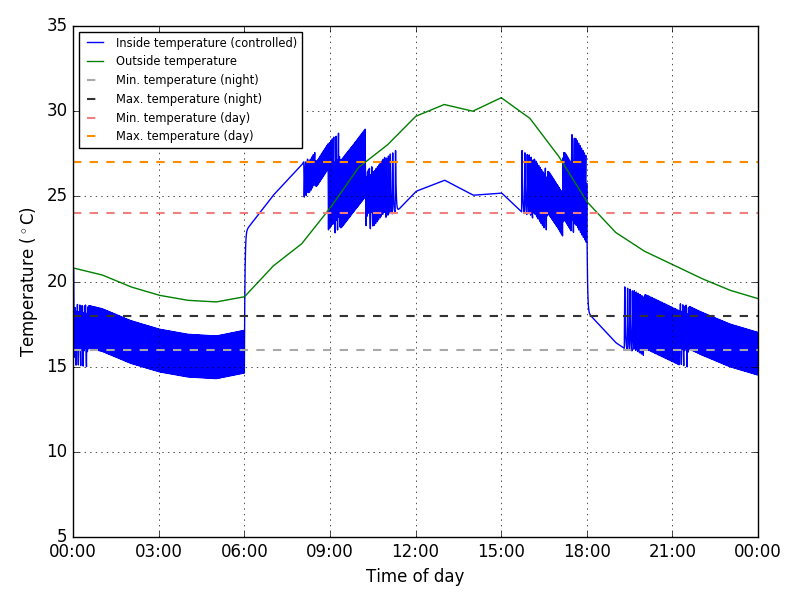 35
30
25
20
15
10
5
Temperature (°C)
Inside temperature (controlled)
Outside temperature
Min. temperature (night)
Max. temperature (night)
Min. temperature (day)
Max. temperature (day)
00:00 03:00 06:00 09:00 12:00 15:00 18:00 21:00 00:00
Time of day